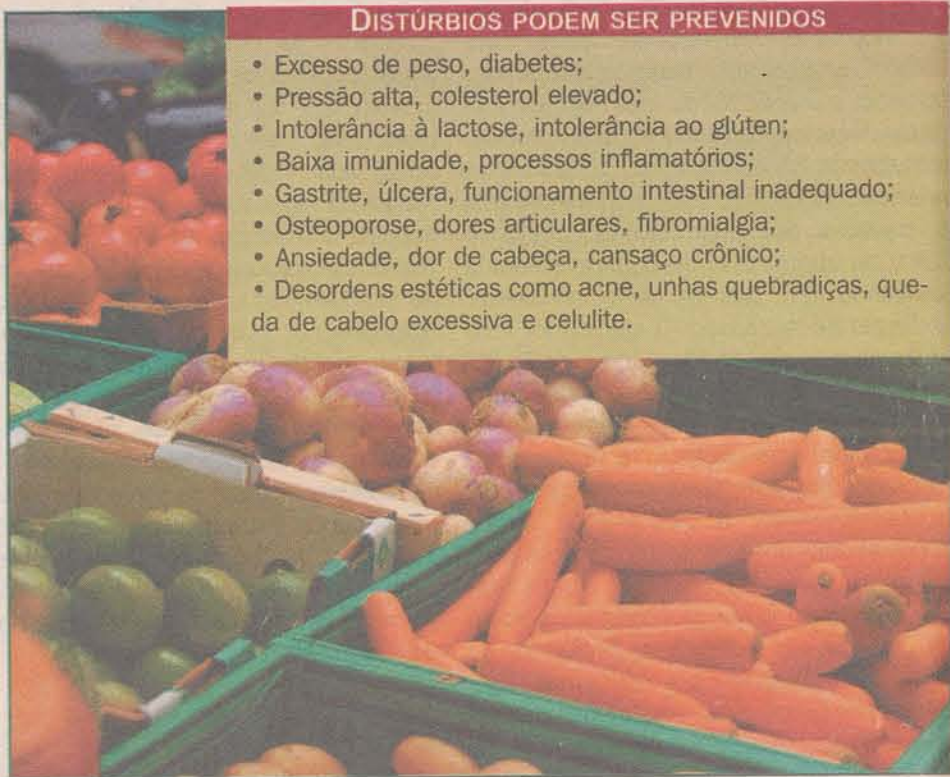 DISTÚRBIOS PODEM SER PREVENIDOS
• Excesso de peso, diabetes;
• Pressão alta, colesterol elevado;
• Intolerância à lactose, intolerância ao glúten;
• Baixa imunidade, processos inflamatórios;
• Gastrite, úlcera, funcionamento intestinal inadequado;
• Osteoporose, dores articulares, fibromialgia;
• Ansiedade, dor de cabeça, cansaço crônico;
• Desordens estéticas como acne, unhas quebradiças, que-
da de cabelo excessiva e celulite.